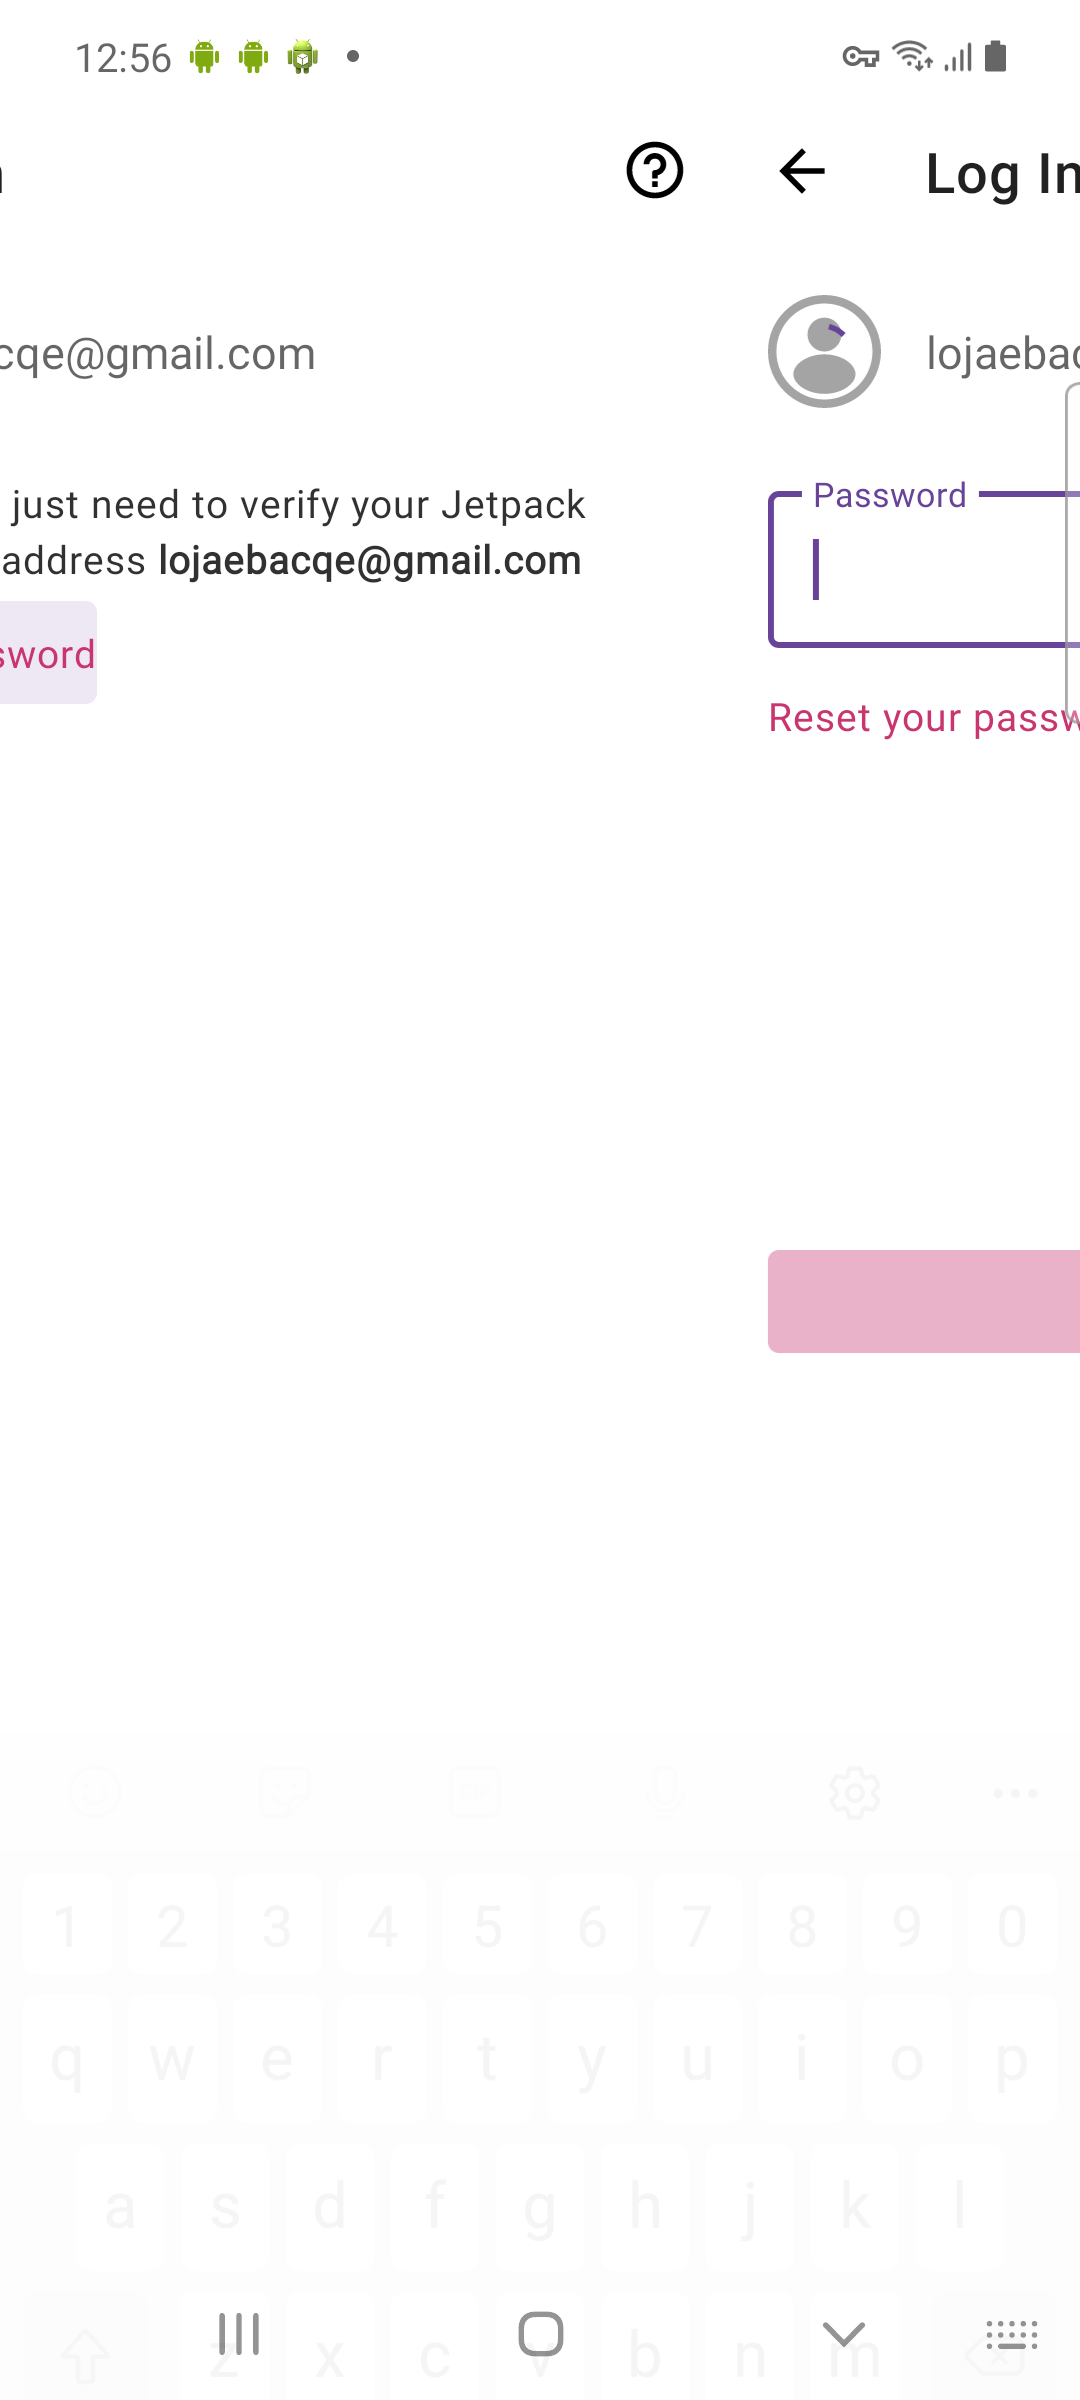 12:56
Log In
cqe@gmail.com
lojaebac
just need to verify your Jetpack
address lojaebacqe@gmail.com
sword
Password
Reset your passw
1 2 3 4 5 6 7 8 9 0
q w e r t y u i o p
a s d f g h j k l
z x c v b n m